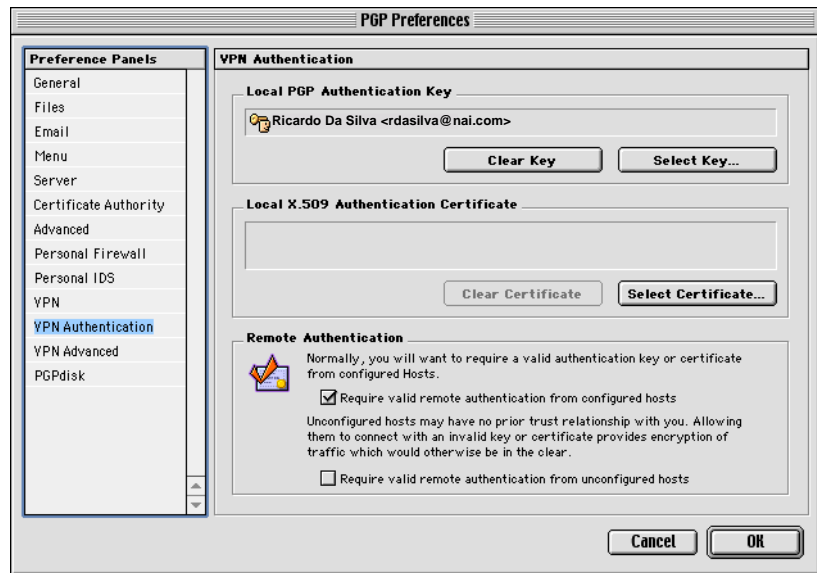 PGP Preferences
Preference Panels
General
Files
Email
Menu
Server
Certificate Authority
Advanced
Personal Firewall
Personal IDS
VPN
VPN Authentication
VPN Advanced
PGPdisk
VPN Authentication
Local PGP Authentication Key
Ricardo Da Silva <rdasilva@nai.com>
Clear Key
Select Key...
Local X.509 Authentication Certificate
Clear Certificate
Select Certificate...
Remote Authentication
Normally, you will want to require a valid authentication key or certificate
from configured Hosts.
Require valid remote authentication from configured hosts
Unconfigured hosts may have no prior trust relationship with you. Allowing
them to connect with an invalid key or certificate provides encryption of
traffic which would otherwise be in the clear.
Require valid remote authentication from unconfigured hosts
Cancel
OK